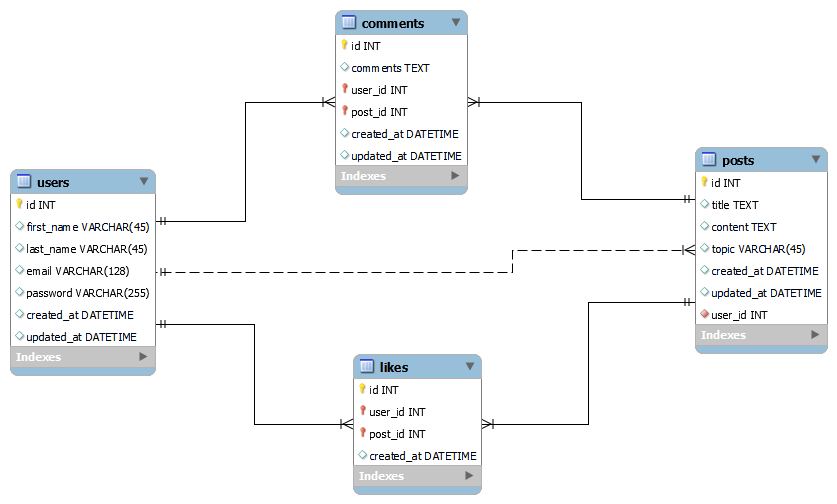 comments
id INT
comments TEXT
user_id INT
post_id INT
created_at DATETIME
updated_at DATETIME
Indexes
users
id INT
first_name VARCHAR(45)
last_name VARCHAR(45)
email VARCHAR(128)
password VARCHAR(255)
created_at DATETIME
updated_at DATETIME
Indexes
posts
id INT
title TEXT
content TEXT
topic VARCHAR(45)
created_at DATETIME
updated_at DATETIME
user_id INT
Indexes
likes
id INT
user_id INT
post_id INT
created_at DATETIME
Indexes